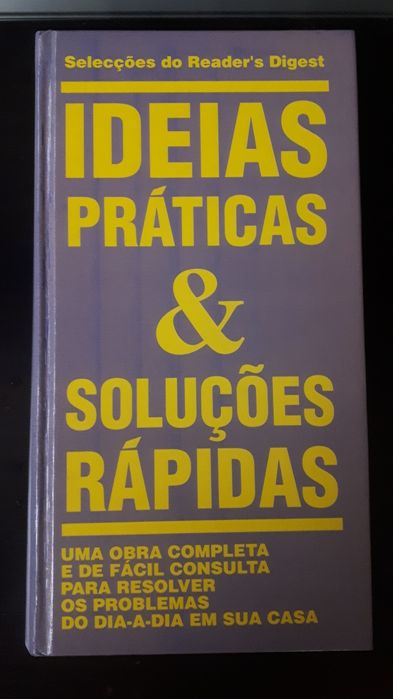 Selecções do Reader's Digest
IDEIAS
PRÁTICAS
&
SOLUÇÕES
RÁPIDAS
UMA OBRA COMPLETA
E DE FÁCIL CONSULTA
PARA RESOLVER
OS PROBLEMAS
DO DIA-A-DIA EM SUA CASA